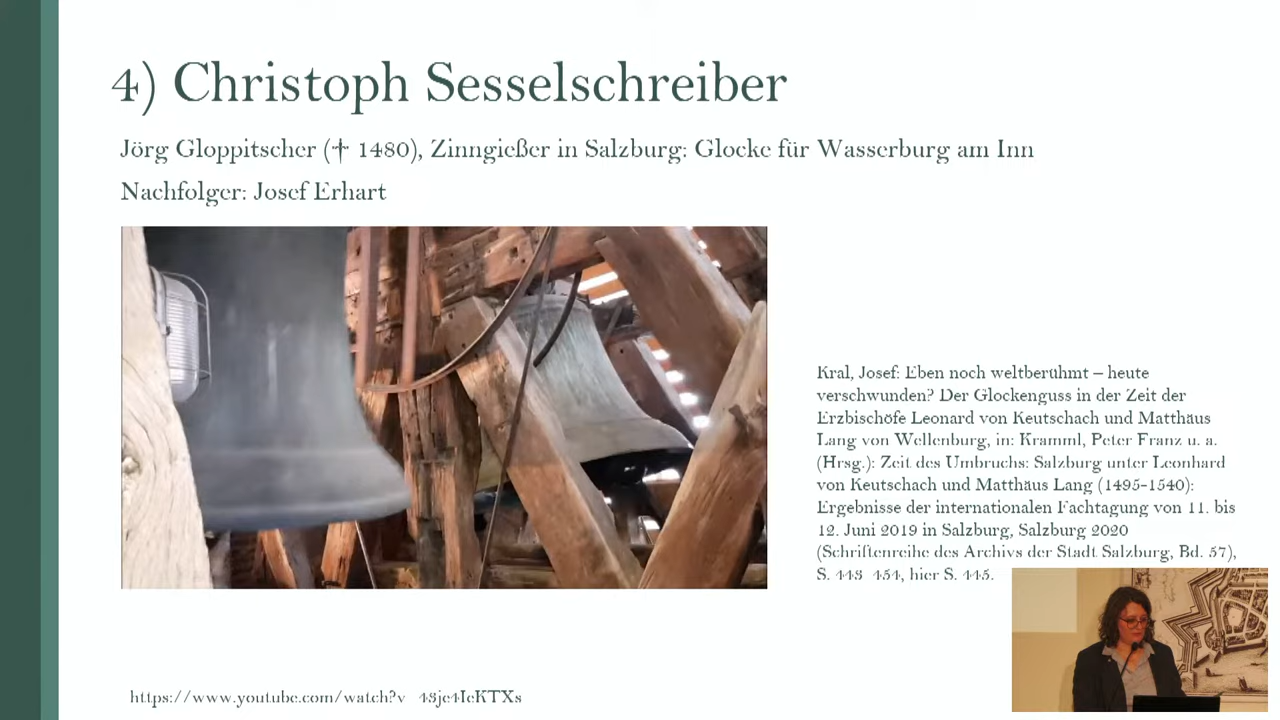 4) Christoph Sesselschreiber
Jörg Gloppitscher († 1480), Zinngießer in Salzburg: Glocke für Wasserburg am Inn
Nachfolger: Josef Erhart
Kral, Josef: Eben noch weltberühmt – heute
verschwunden? Der Glockenguss in der Zeit der
Erzbischöfe Leonard von Keutschach und Matthäus
Lang von Wellenburg, in: Kramml, Peter Franz u. a.
(Hrsg.): Zeit des Umbruchs: Salzburg unter Leonhard
von Keutschach und Matthäus Lang (1495-1540):
Ergebnisse der internationalen Fachtagung von 11. bis
12. Juni 2019 in Salzburg, Salzburg 2020
(Schriftenreihe des Archivs der Stadt Salzburg, Bd. 57),
S. hier S.
https://www.youtube.com/watch?v